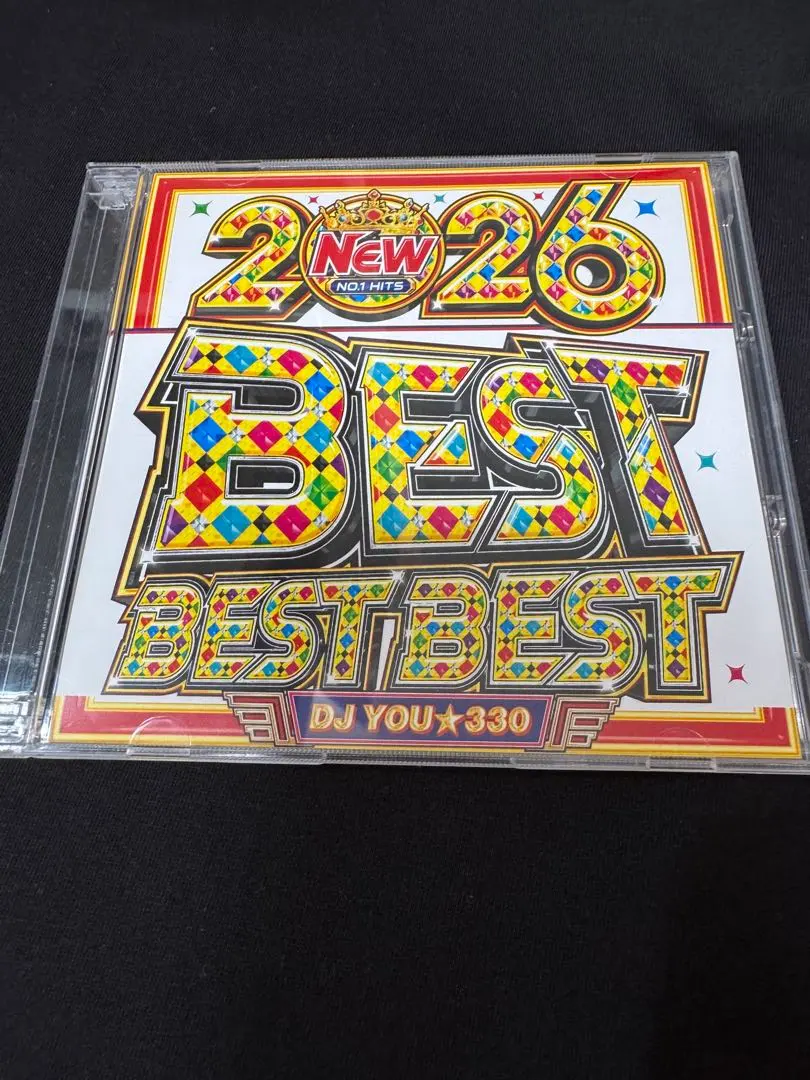 2026
NEW
NO.1 HITS
BEST
BEST BEST
DJ YOU★330